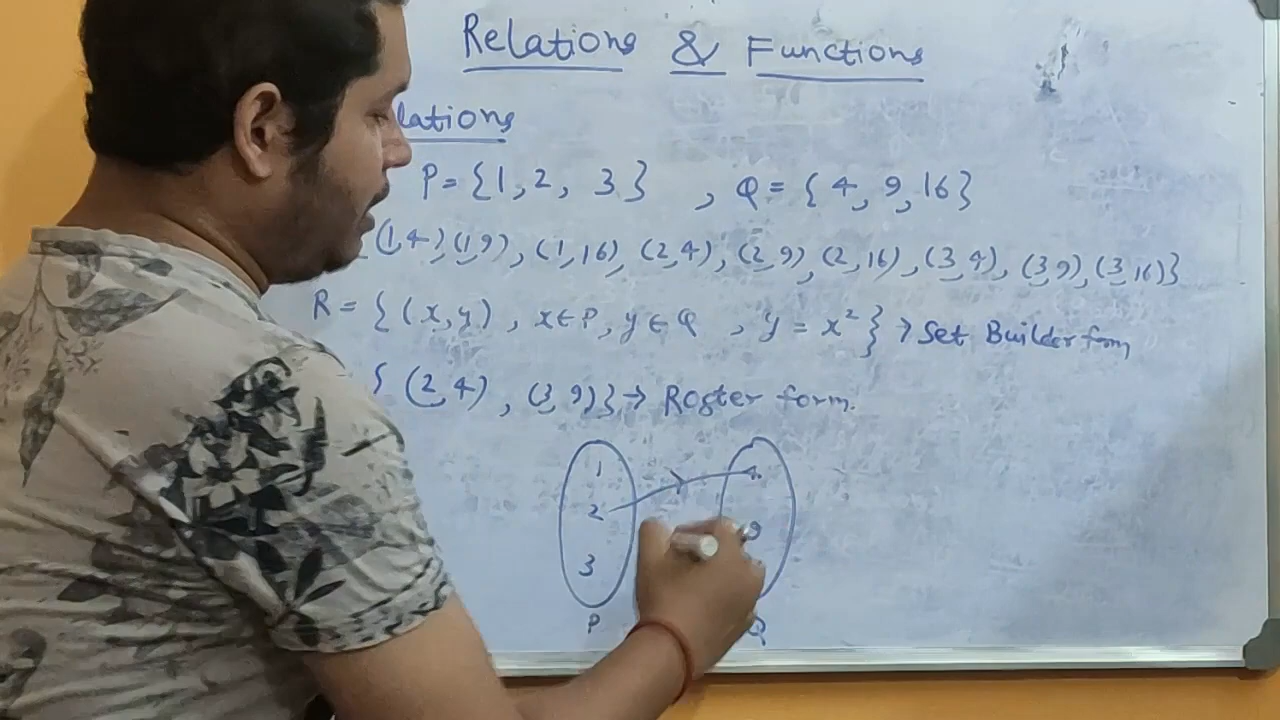 Relations & Functions
lations
P = {1, 2, 3} , Q = {4, 9, 16}
(1,4) (1,9), (1,16), (2,4), (2,9), (2,16), (3,4), (3,9), (3,16)}
R = {(x,y), x∈P, y∈Q , y = x²} → Set Builder form
{ (2,4) , (3,9)} → Roster form.
1 4
2 9
3
P Q